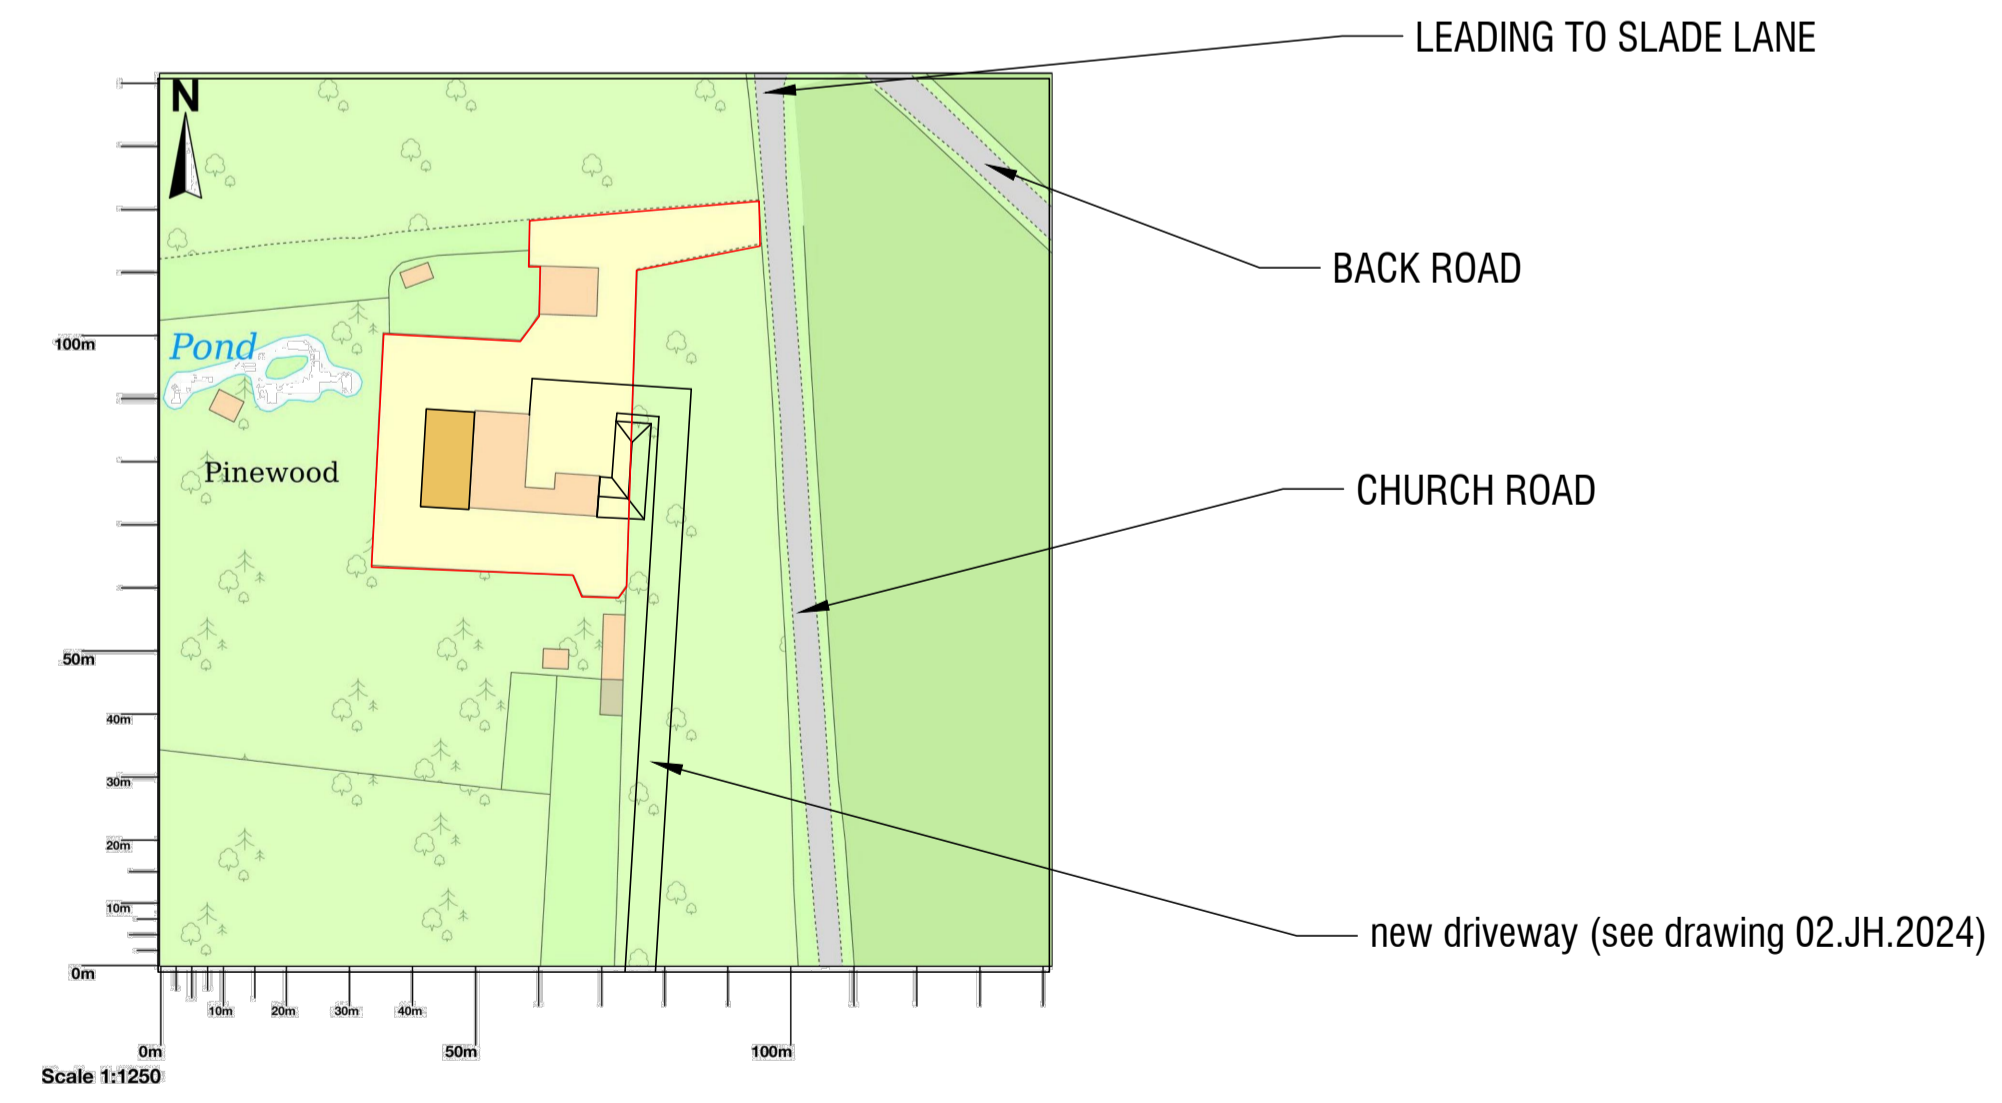 LEADING TO SLADE LANE
N
BACK ROAD
100m
Pond
Pinewood
CHURCH ROAD
50m
40m
30m
20m
10m
new driveway (see drawing 02.JH.2024)
0m
10m 20m 30m 40m
0m 50m 100m
Scale 1:1250